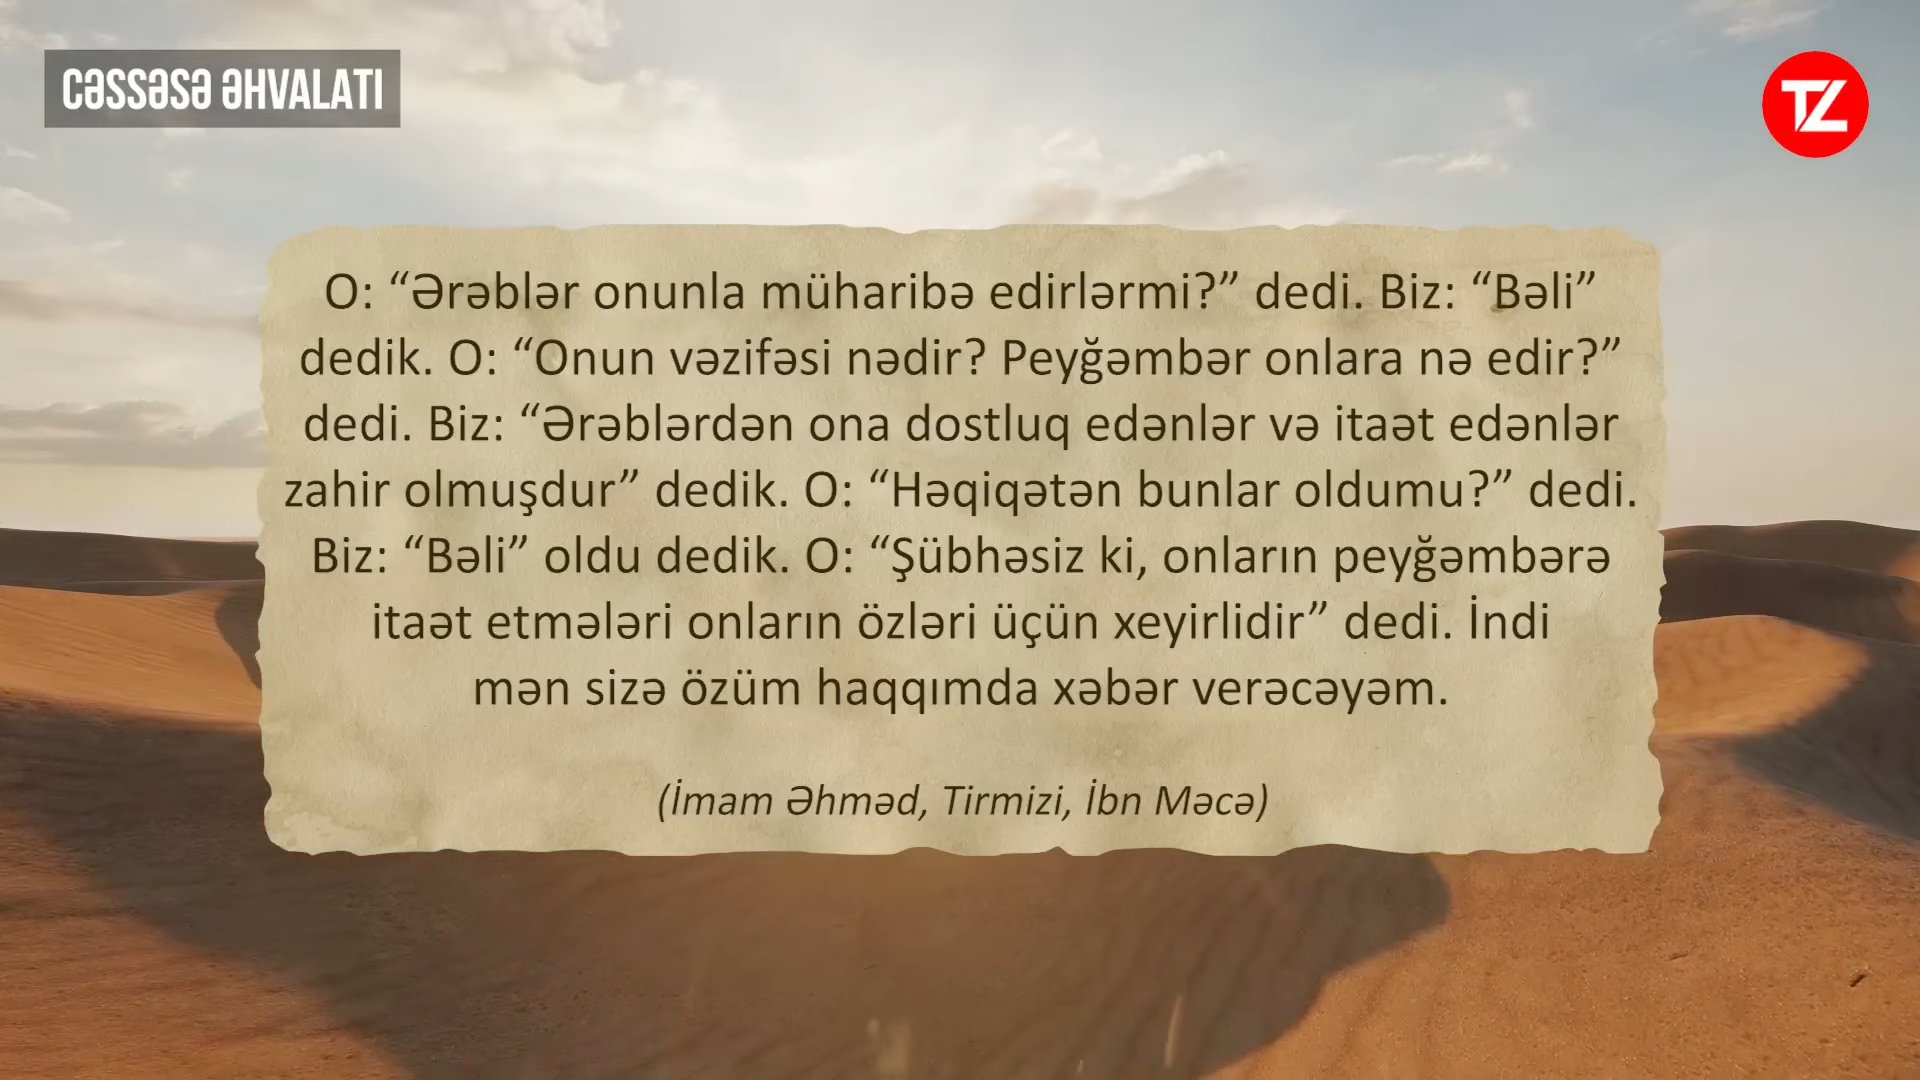 CƏSSƏSƏ ƏHVALATI
TZ
O: “Ərəblər onunla müharibə edirlərmi?” dedi. Biz: “Bəli”
dedik. O: “Onun vəzifəsi nədir? Peyğəmbər onlara nə edir?”
dedi. Biz: “Ərəblərdən ona dostluq edənlər və itaət edənlər
zahir olmuşdur” dedik. O: “Həqiqətən bunlar oldumu?” dedi.
Biz: “Bəli” oldu dedik. O: “Şübhəsiz ki, onların peyğəmbərə
itaət etmələri onların özləri üçün xeyirlidir” dedi. İndi
mən sizə özüm haqqımda xəbər verəcəyəm.
(İmam Əhməd, Tirmizi, İbn Məcə)